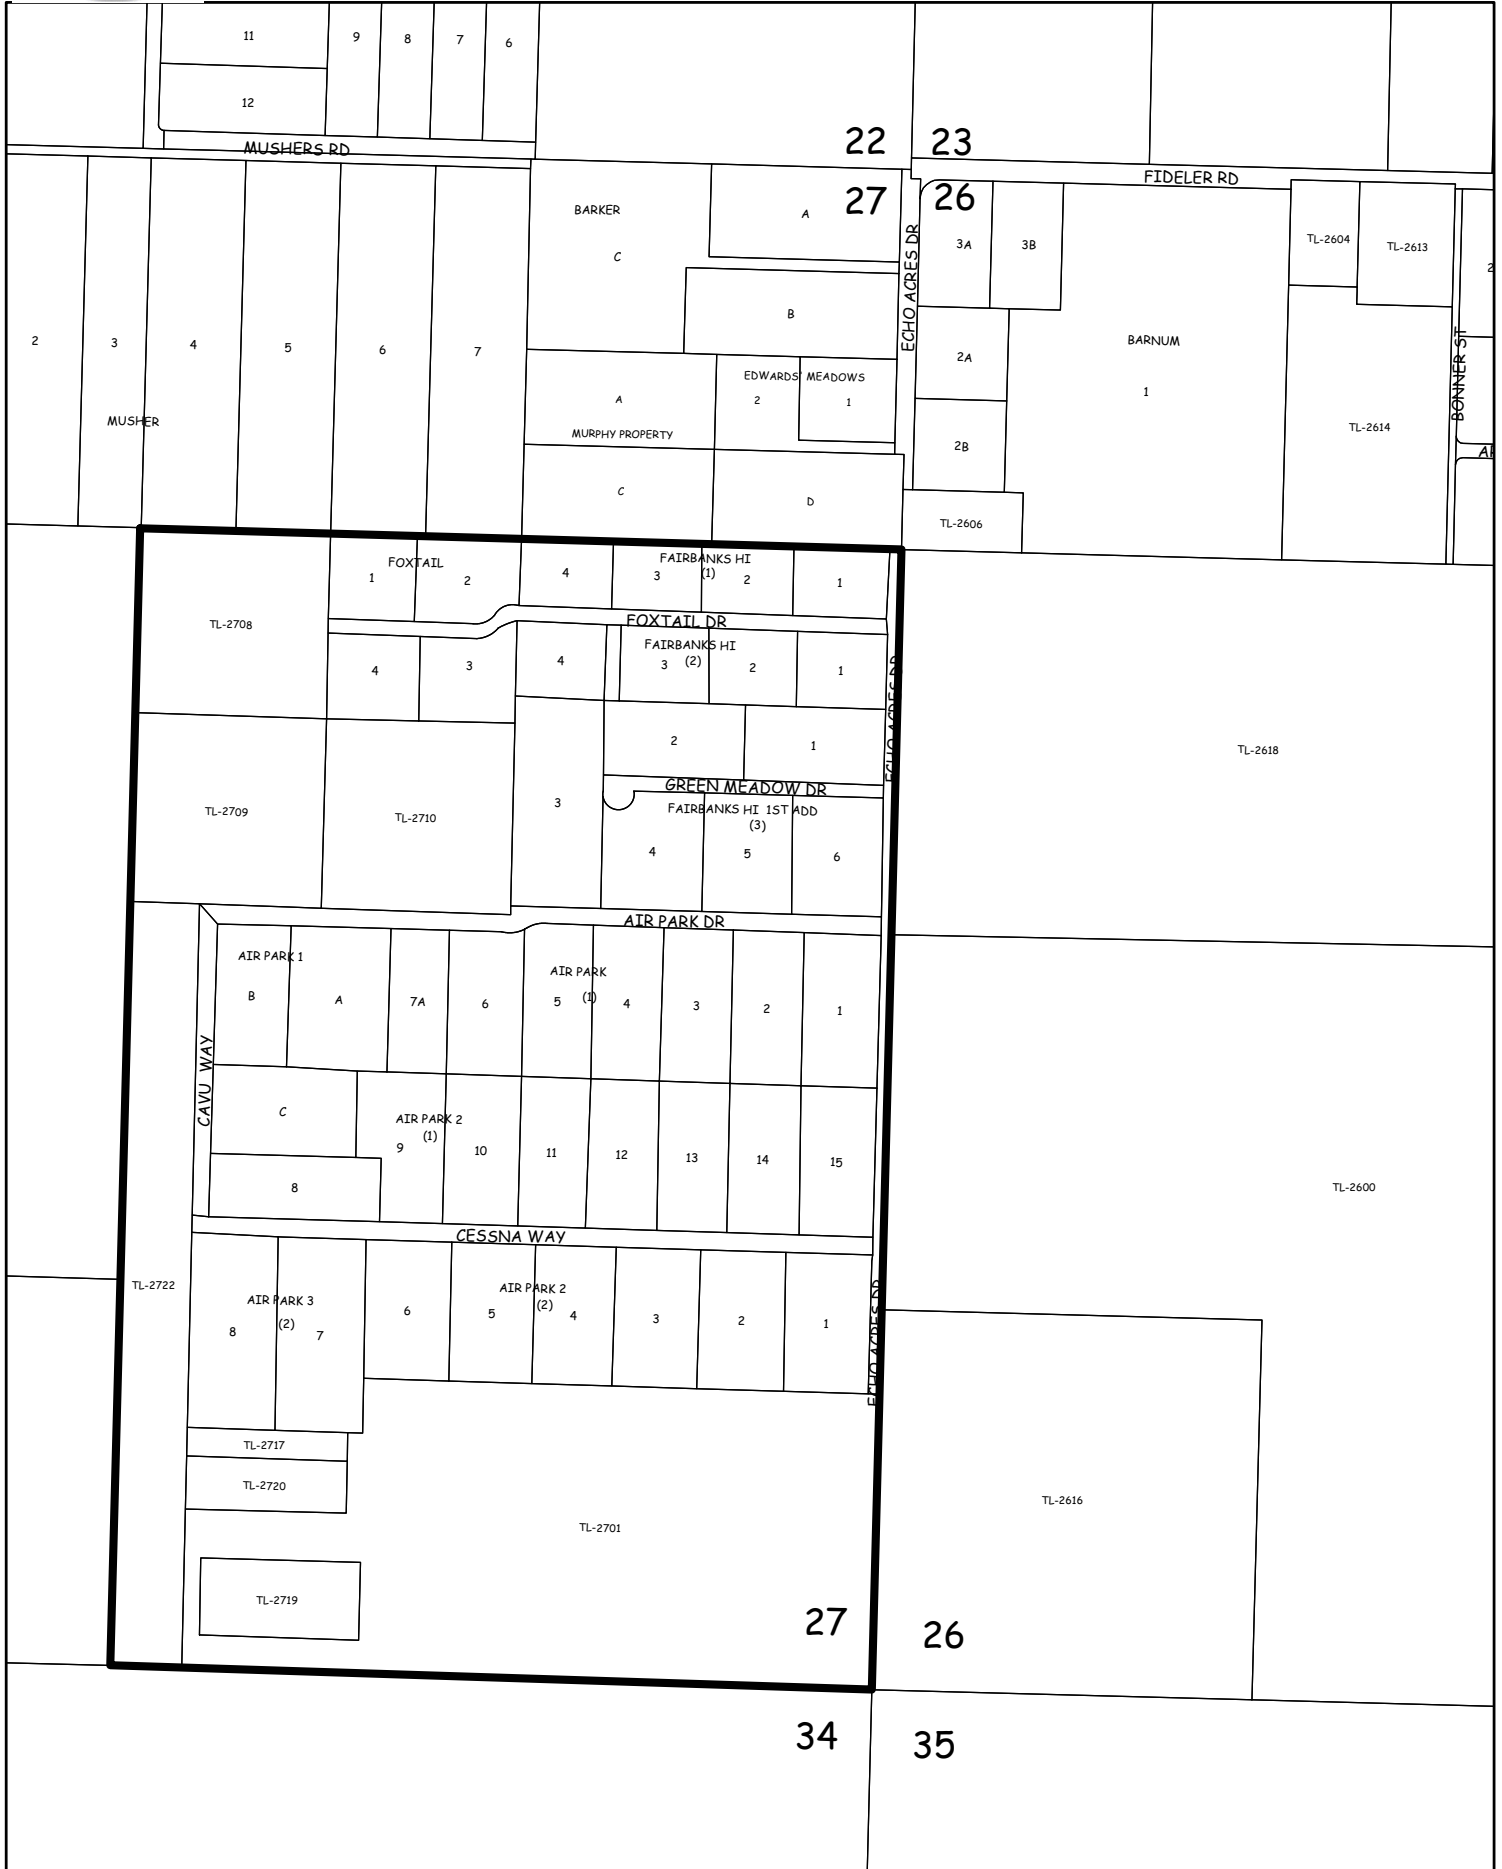 11
9
8
7
6
12
MUSHERS RD
22
23
FIDELER RD
27
26
BARKER
C
A
B
ECHO ACRES DR
3A
3B
TL-2604
TL-2613
2
2
3
4
5
6
7
MUSHER
BARNUM
1
2A
2B
EDWARDS' MEADOWS
2
1
A
MURPHY PROPERTY
C
D
TL-2606
TL-2614
BONNER ST
FOXTAIL
1
2
4
FAIRBANKS HI
(1)
3
2
1
TL-2708
FOXTAIL DR
FAIRBANKS HI
(2)
4
3
4
3
2
1
ECHO ACRES DR
2
1
TL-2618
GREEN MEADOW DR
FAIRBANKS HI 1ST ADD
(3)
TL-2709
TL-2710
3
4
5
6
AIR PARK DR
AIR PARK 1
B
A
7A
6
AIR PARK
(1)
5
4
3
2
1
CAVU WAY
C
AIR PARK 2
(1)
9
10
11
12
13
14
15
8
TL-2600
CESSNA WAY
TL-2722
AIR PARK 3
(2)
8
7
AIR PARK 2
(2)
6
5
4
3
2
1
ECHO ACRES DR
TL-2717
TL-2720
TL-2701
TL-2616
TL-2719
27
26
34
35